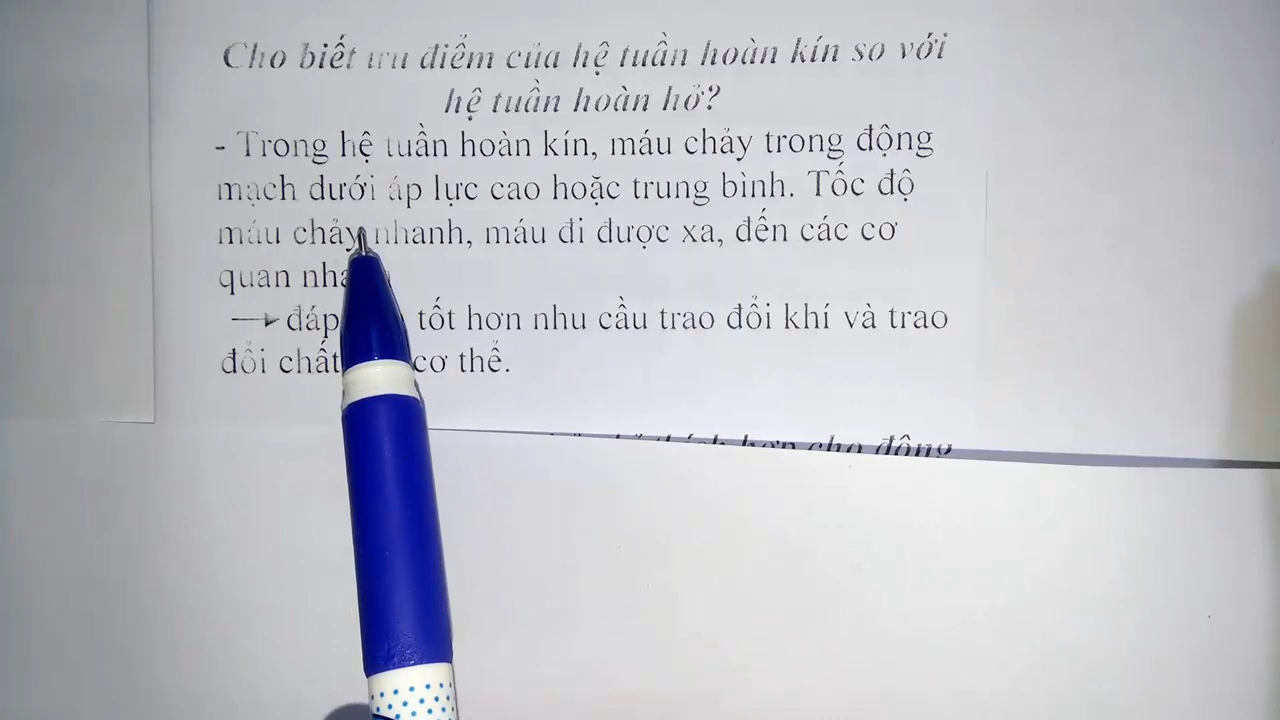 Cho biết ưu điểm của hệ tuần hoàn kín so với
hệ tuần hoàn hở?
- Trong hệ tuần hoàn kín, máu chảy trong động
mạch dưới áp lực cao hoặc trung bình. Tốc độ
máu chảy nhanh, máu đi được xa, đến các cơ
quan
→ đáp tốt hơn nhu cầu trao đổi khí và trao
đổi chất cơ thể.
hợp cho động